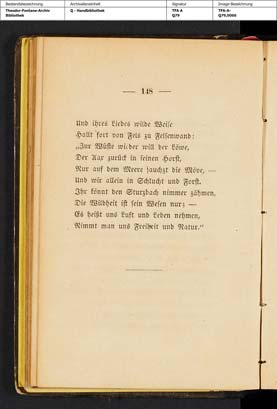 Bestandsbezeichnung Archivalieneinheit Signatur Image-Bezeichnung
Theodor-Fontane-Archiv Q - Handbibliothek TFA A TFA-A-
Bibliothek Q79 Q79,0066
— 148 —
Und ihres Liedes wilde Weise
Hallt fort von Fels zu Felsenwand:
„Zur Wüste wieder will der Löwe,
Der Aar zurück in seinen Horst,
Nur auf dem Meere jauchzt die Möve, —
Und wir allein in Schlucht und Forst.
Ihr könnt den Sturzbach nimmer zähmen,
Die Wildheit ist sein Wesen nur; —
Es heißt uns Luft und Leben nehmen,
Nimmt man uns Freiheit und Natur."